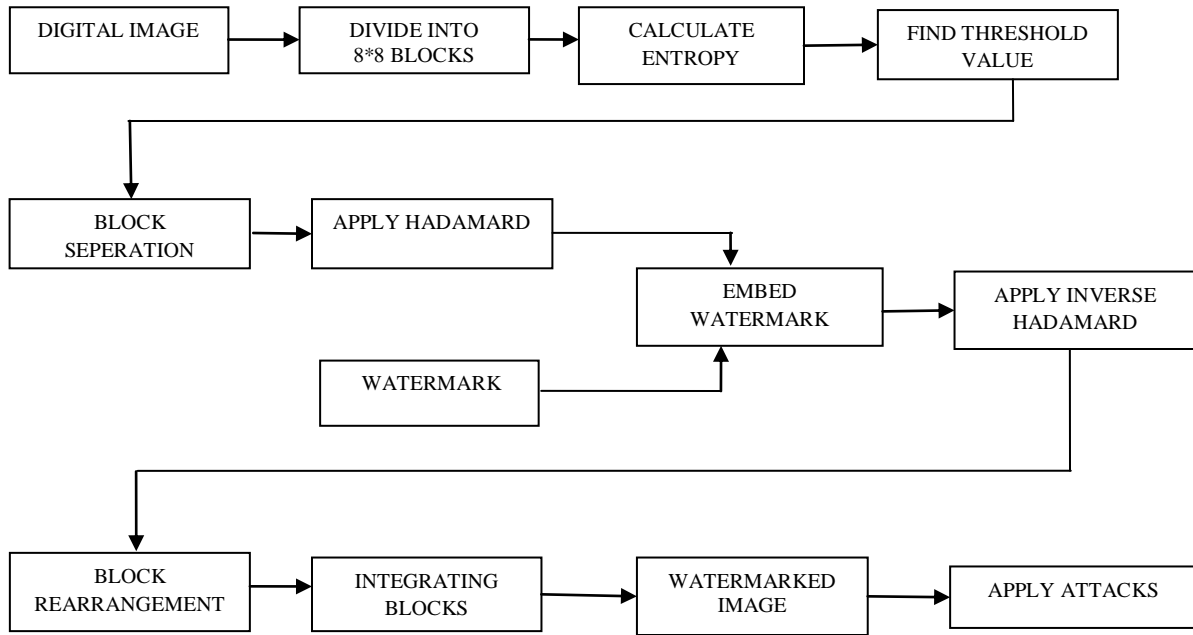 DIGITAL IMAGE
DIVIDE INTO
8*8 BLOCKS
CALCULATE
ENTROPY
FIND THRESHOLD
VALUE
BLOCK
SEPERATION
APPLY HADAMARD
EMBED
WATERMARK
APPLY INVERSE
HADAMARD
WATERMARK
BLOCK
REARRANGEMENT
INTEGRATING
BLOCKS
WATERMARKED
IMAGE
APPLY ATTACKS